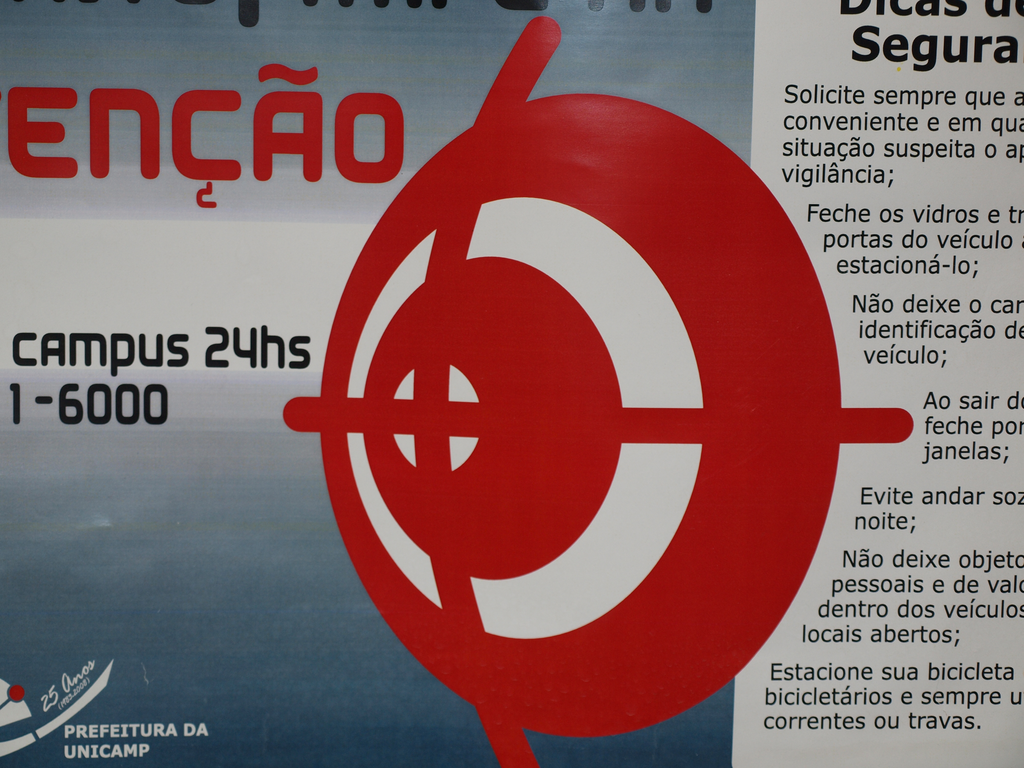 ENÇÃO
campus 24hs
1-6000
25 Anos
(1983-2008)
PREFEITURA DA
UNICAMP
Dicas de
Segura
Solicite sempre que a
conveniente e em qua
situação suspeita o ap
vigilância;
Feche os vidros e tr
portas do veículo a
estacioná-lo;
Não deixe o car
identificação de
veículo;
Ao sair do
feche por
janelas;
Evite andar soz
noite;
Não deixe objeto
pessoais e de valo
dentro dos veículos
locais abertos;
Estacione sua bicicleta
bicicletários e sempre u
correntes ou travas.